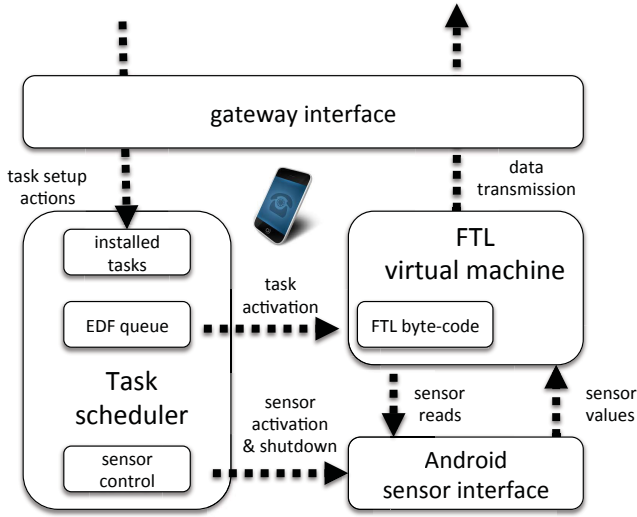 gateway interface
task setup
actions
data
transmission
installed
tasks
FTL
virtual machine
EDF queue
task
activation
FTL byte-code
Task
scheduler
sensor
activation
& shutdown
sensor
reads
sensor
values
sensor
control
Android
sensor interface